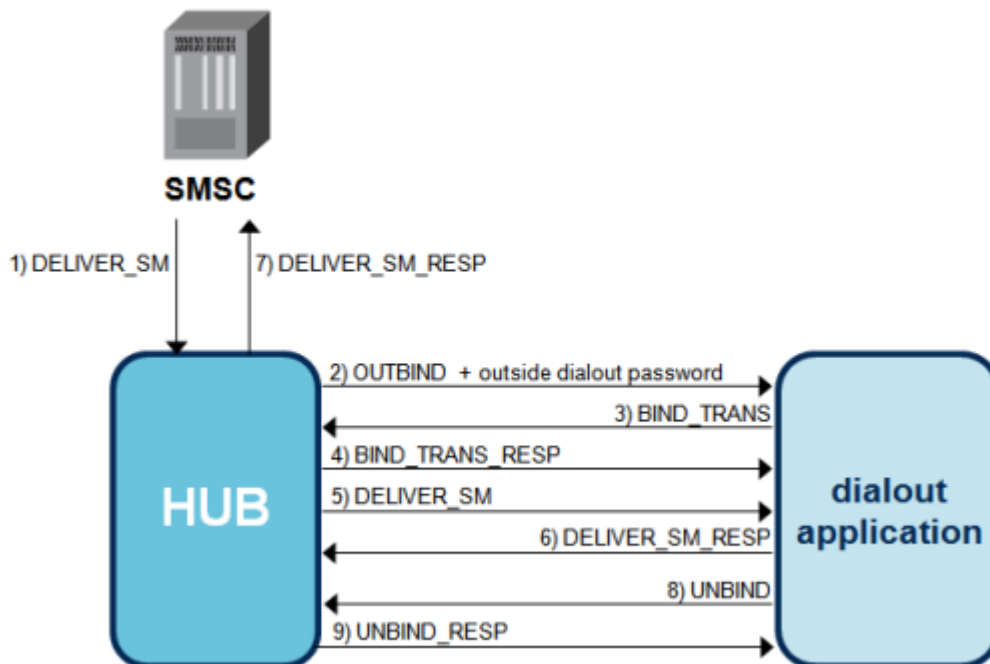 SMSC
1) DELIVER_SM
7) DELIVER_SM_RESP
2) OUTBIND + outside dialout password
3) BIND_TRANS
4) BIND_TRANS_RESP
5) DELIVER_SM
6) DELIVER_SM_RESP
8) UNBIND
9) UNBIND_RESP
HUB
dialout
application